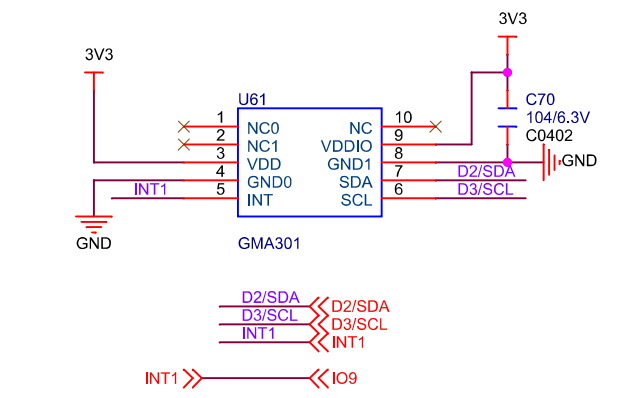 3V3
3V3
U61
C70
104/6.3V
C0402
1 NC0 NC 10
2 NC1 VDDIO 9
3 VDD GND1 8
GND
4 GND0 SDA 7 D2/SDA
INT1 5 INT SCL 6 D3/SCL
GND
GMA301
D2/SDA D2/SDA
D3/SCL D3/SCL
INT1 INT1
INT1 IO9